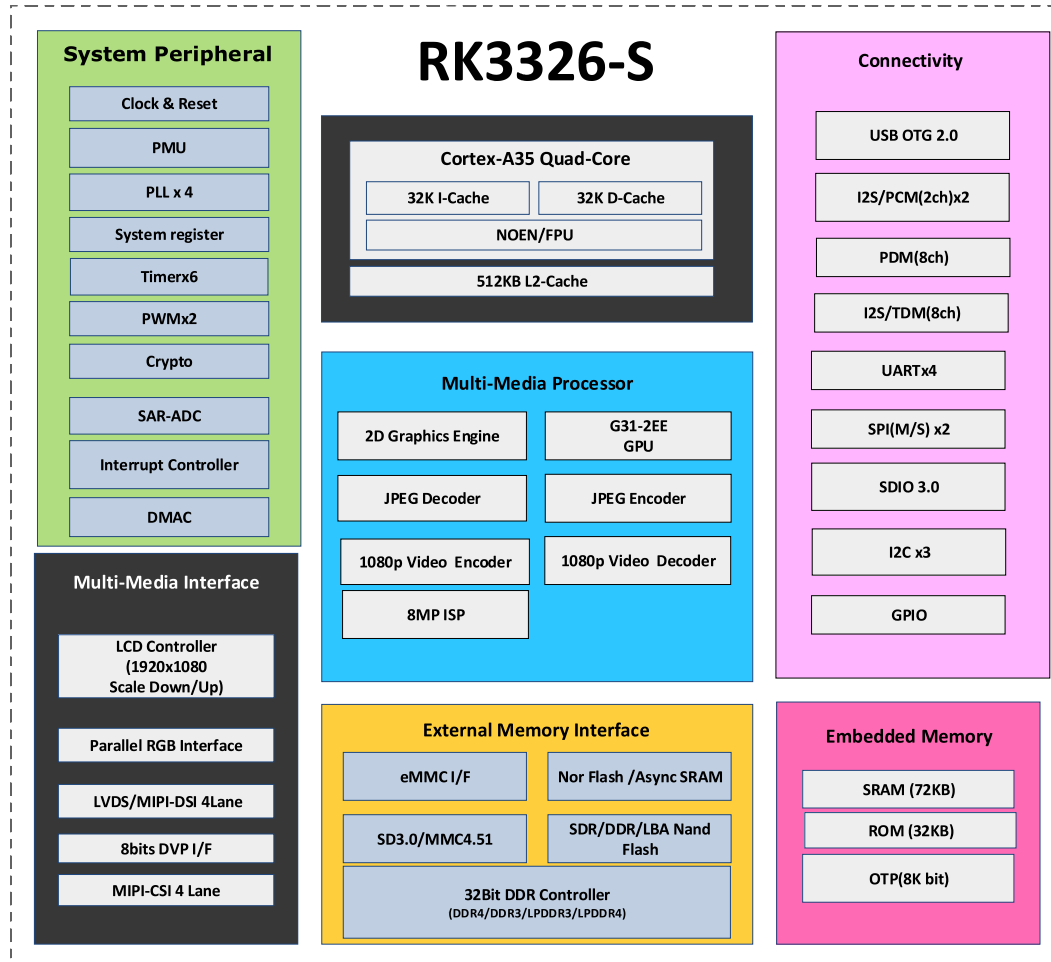 RK3326-S
System Peripheral
Clock & Reset
PMU
PLL x 4
System register
Timerx6
PWMx2
Crypto
SAR-ADC
Interrupt Controller
DMAC
Multi-Media Interface
LCD Controller
(1920x1080
Scale Down/Up)
Parallel RGB Interface
LVDS/MIPI-DSI 4Lane
8bits DVP I/F
MIPI-CSI 4 Lane
Cortex-A35 Quad-Core
32K I-Cache
32K D-Cache
NOEN/FPU
512KB L2-Cache
Multi-Media Processor
2D Graphics Engine
G31-2EE
GPU
JPEG Decoder
JPEG Encoder
1080p Video Encoder
1080p Video Decoder
8MP ISP
External Memory Interface
eMMC I/F
Nor Flash /Async SRAM
SD3.0/MMC4.51
SDR/DDR/LBA Nand
Flash
32Bit DDR Controller
(DDR4/DDR3/LPDDR3/LPDDR4)
Connectivity
USB OTG 2.0
I2S/PCM(2ch)x2
PDM(8ch)
I2S/TDM(8ch)
UARTx4
SPI(M/S) x2
SDIO 3.0
I2C x3
GPIO
Embedded Memory
SRAM (72KB)
ROM (32KB)
OTP(8K bit)